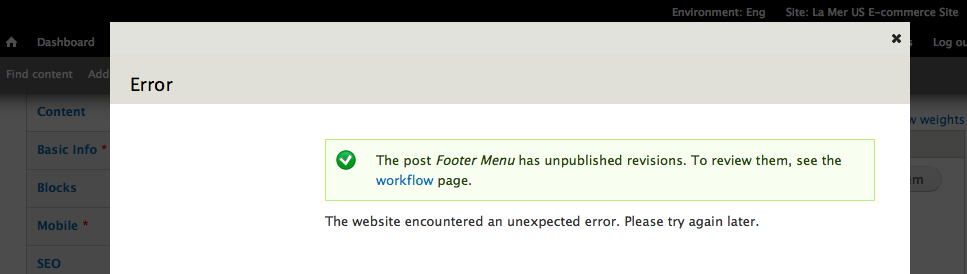 Environment: Eng Site: La Mer US E-commerce Site
Dashboard
Find content Add
Error
Content
Basic Info *
Blocks
Mobile *
SEO
The post Footer Menu has unpublished revisions. To review them, see the
workflow page.
The website encountered an unexpected error. Please try again later.
weights